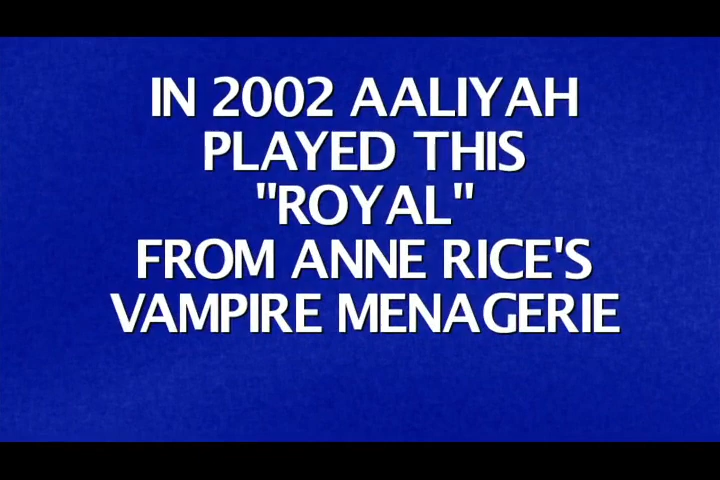 IN 2002 AALIYAH
PLAYED THIS
"ROYAL"
FROM ANNE RICE'S
VAMPIRE MENAGERIE